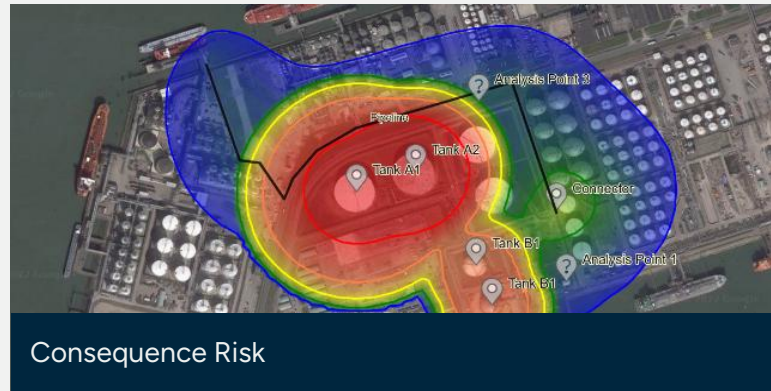 Analysis Point 3
Pipeline
Tank A2
Tank A1
Connector
Tank B1
Analysis Point 1
Tank B1
Consequence Risk